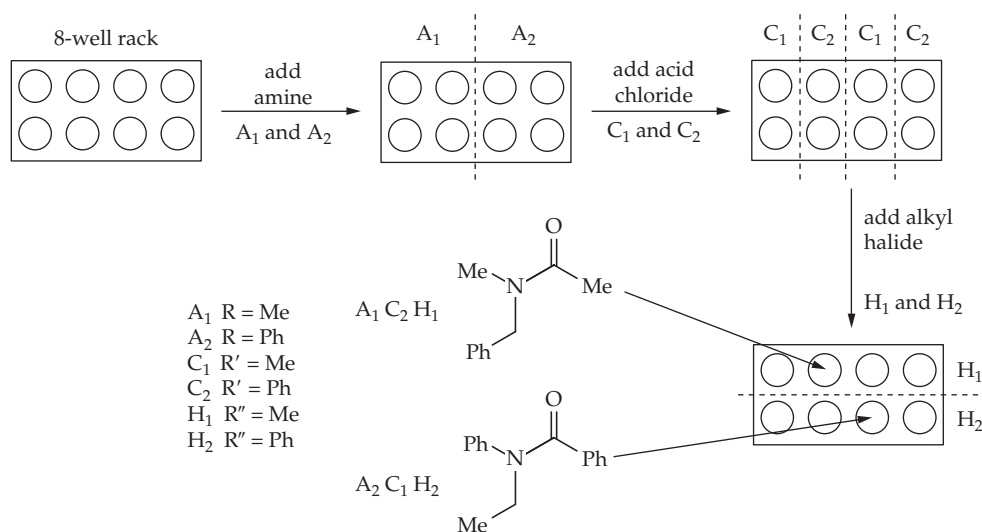 8-well rack
add
amine
A₁ and A₂
A₁ A₂
add acid
chloride
C₁ and C₂
C₁ C₂ C₁ C₂
add alkyl
halide
H₁ and H₂
A₁ R = Me
A₂ R = Ph
C₁ R' = Me
C₂ R' = Ph
H₁ R″ = Me
H₂ R″ = Ph
A₁ C₂ H₁
O
Me
N
Me
Ph
A₂ C₁ H₂
O
Ph
N
Ph
Me
H₁
H₂